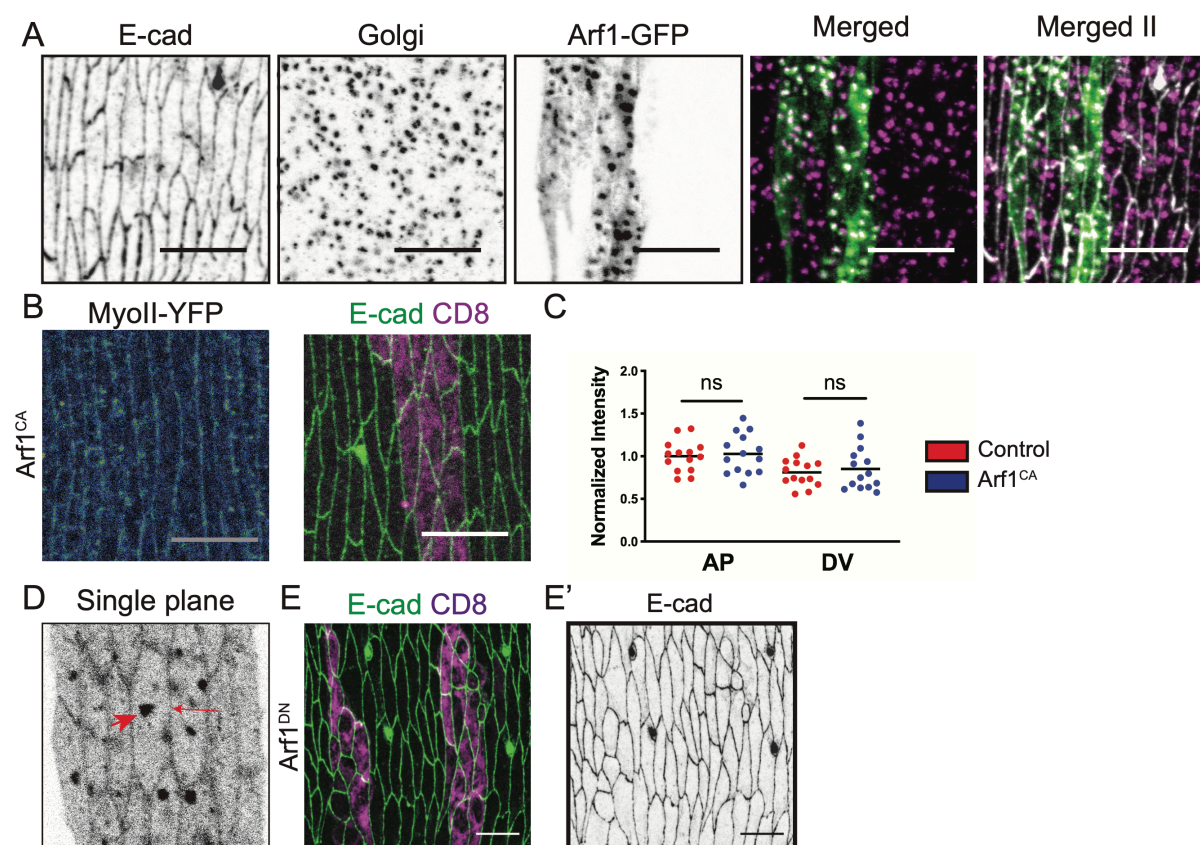 A
E-cad
Golgi
Arf1-GFP
Merged
Merged II
B
MyoII-YFP
E-cad CD8
Arf1CA
C
Normalized Intensity
2.0
1.5
1.0
0.5
0.0
ns
ns
AP
DV
Control
Arf1CA
D
Single plane
E
E-cad CD8
Arf1DN
E'
E-cad